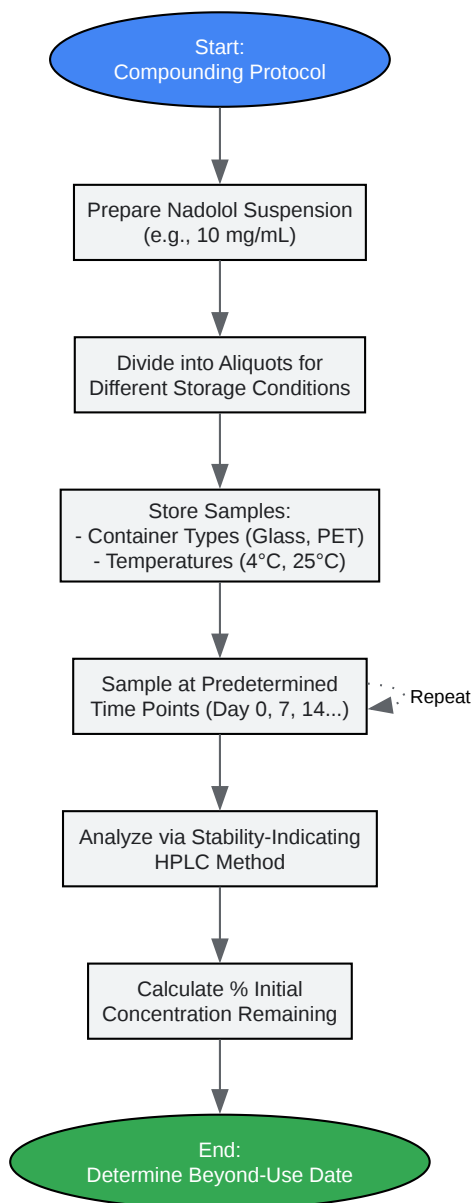 Start:
Compounding Protocol
Prepare Nadolol Suspension
(e.g., 10 mg/mL)
Divide into Aliquots for
Different Storage Conditions
Store Samples:
- Container Types (Glass, PET)
- Temperatures (4°C, 25°C)
Sample at Predetermined
Time Points (Day 0, 7, 14...)
Repeat
Analyze via Stability-Indicating
HPLC Method
Calculate % Initial
Concentration Remaining
End:
Determine Beyond-Use Date